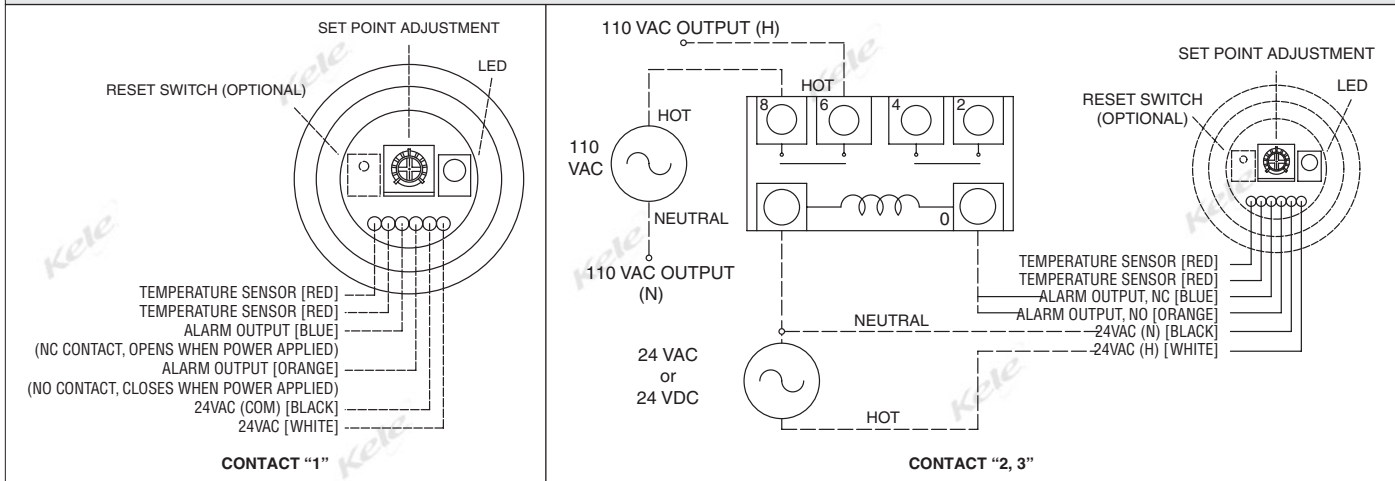 SET POINT ADJUSTMENT
LED
RESET SWITCH (OPTIONAL)
TEMPERATURE SENSOR [RED]
TEMPERATURE SENSOR [RED]
ALARM OUTPUT [BLUE]
(NC CONTACT, OPENS WHEN POWER APPLIED)
ALARM OUTPUT [ORANGE]
(NO CONTACT, CLOSES WHEN POWER APPLIED)
24VAC (COM) [BLACK]
24VAC [WHITE]
CONTACT "1"
Kele
Kele
Kele
110 VAC OUTPUT (H)
HOT
HOT
8
6
4
2
110
VAC
0
NEUTRAL
110 VAC OUTPUT
(N)
NEUTRAL
24 VAC
or
24 VDC
HOT
SET POINT ADJUSTMENT
LED
RESET SWITCH
(OPTIONAL)
TEMPERATURE SENSOR [RED]
TEMPERATURE SENSOR [RED]
ALARM OUTPUT, NC [BLUE]
ALARM OUTPUT, NO [ORANGE]
24VAC (N) [BLACK]
24VAC (H) [WHITE]
CONTACT "2, 3"
Kele
Kele
Kele
Kele